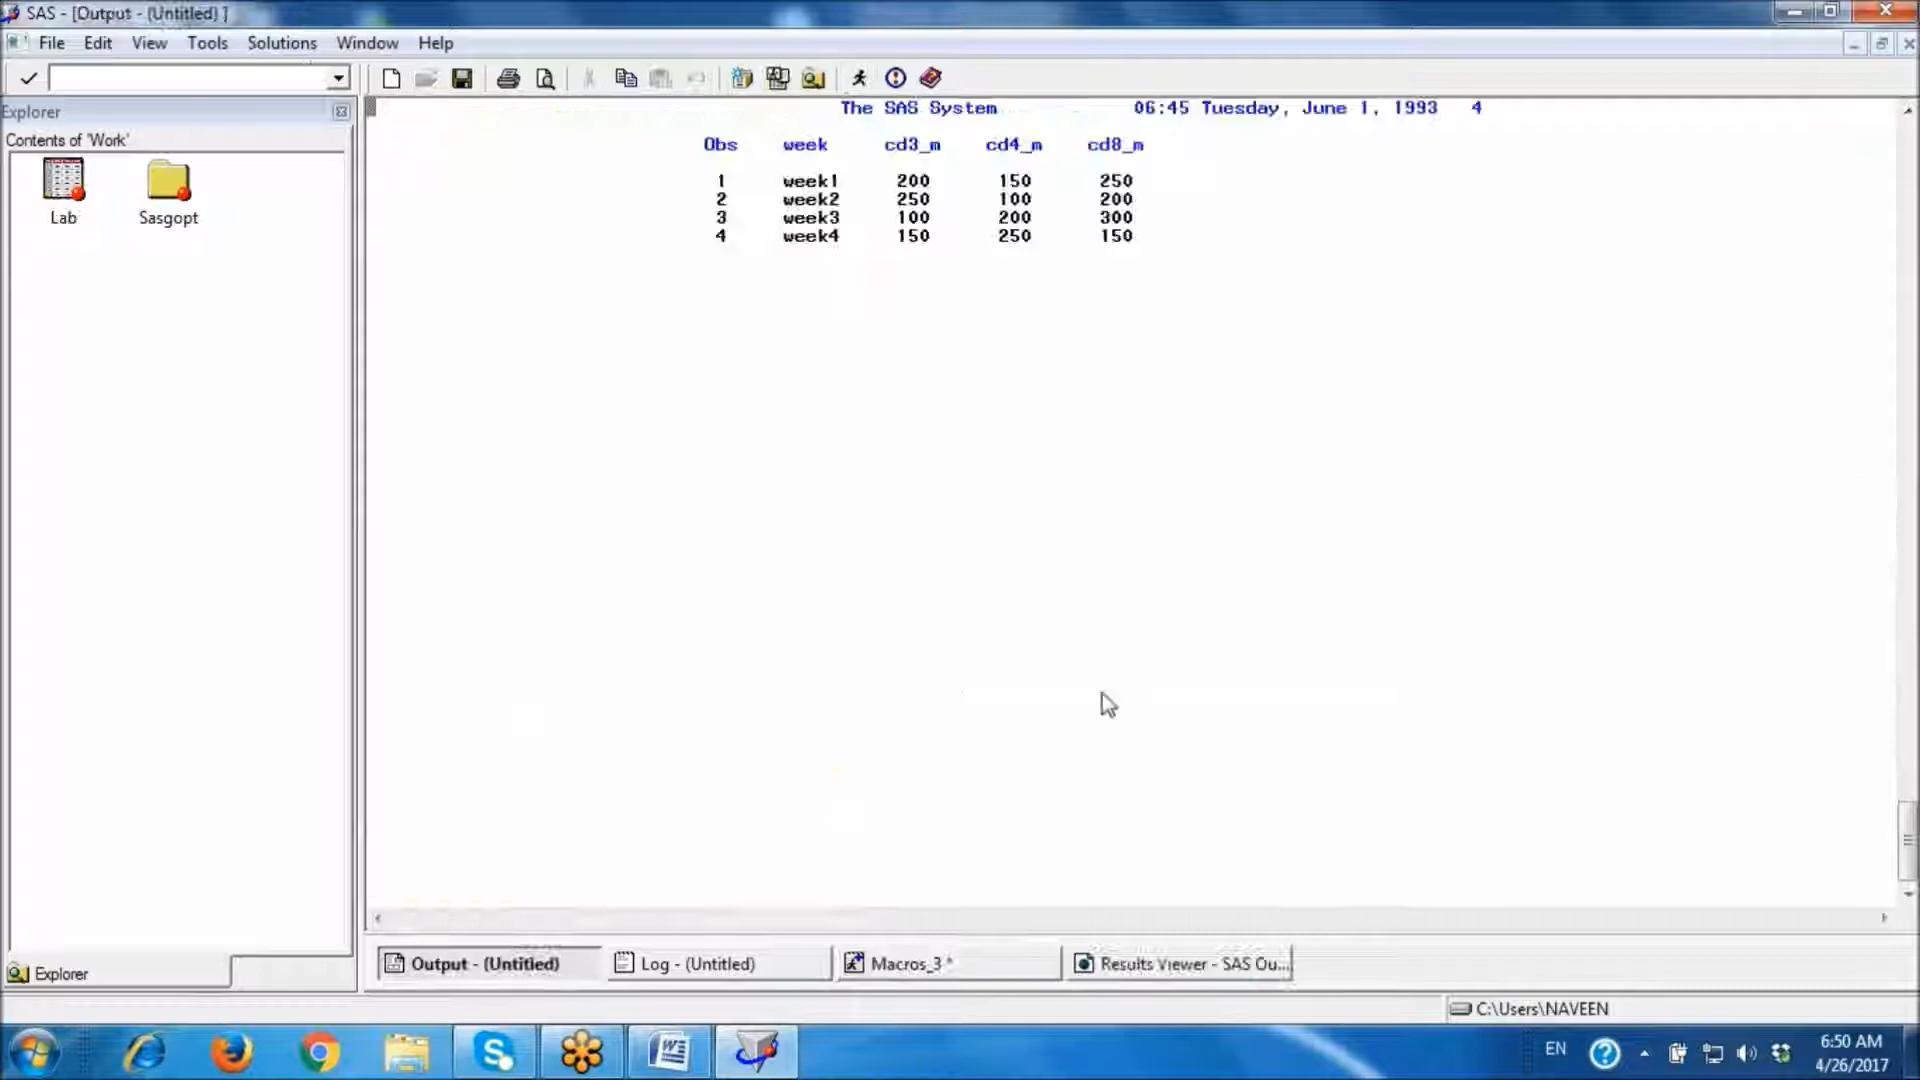 SAS - [Output - (Untitled) ]
File Edit View Tools Solutions Window Help
Explorer
Contents of 'Work'
Lab Sasgopt
The SAS System 06:45 Tuesday, June 1, 1993 4
Obs week cd3_m cd4_m cd8_m
1 week1 200 150 250
2 week2 250 100 200
3 week3 100 200 300
4 week4 150 250 150
Explorer
Output - (Untitled) Log - (Untitled) Macros_3 * Results Viewer - SAS Ou...
C:\Users\NAVEEN
EN
6:50 AM
4/26/2017